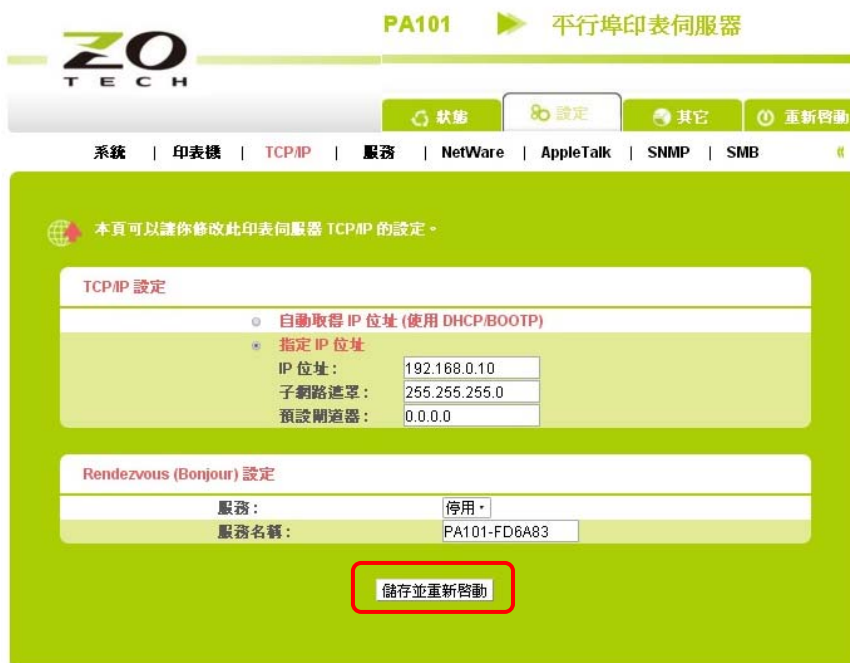 ZO TECH
PA101 平行埠印表伺服器
狀態 設定 其它 重新啓動
系統 | 印表機 | TCP/IP | 服務 | NetWare | AppleTalk | SNMP | SMB «
本頁可以讓你修改此印表伺服器 TCP/IP 的設定。
TCP/IP 設定
自動取得 IP 位址 (使用 DHCP/BOOTP)
指定 IP 位址
IP 位址: 192.168.0.10
子網路遮罩: 255.255.255.0
預設閘道器: 0.0.0.0
Rendezvous (Bonjour) 設定
服務: 停用
服務名稱: PA101-FD6A83
儲存並重新啓動